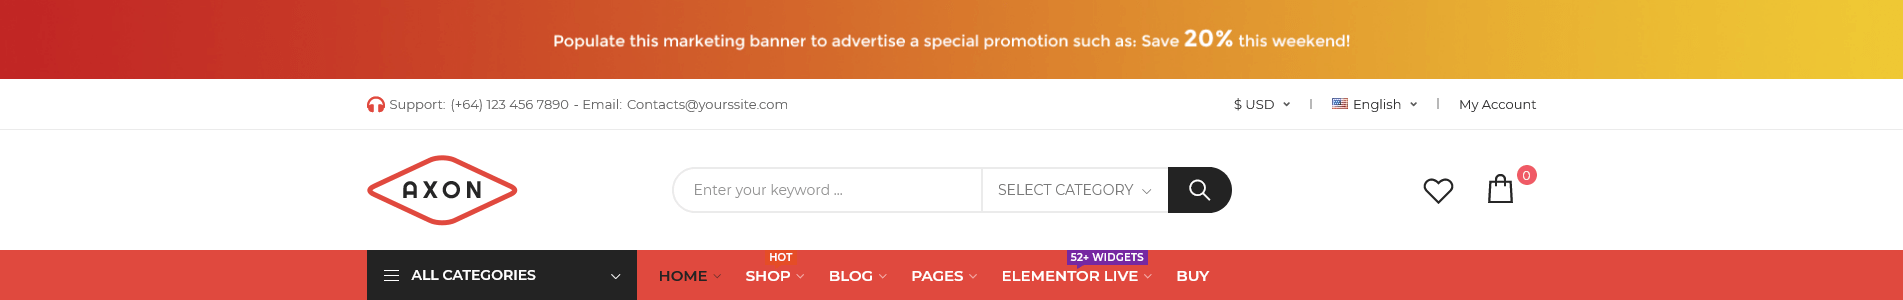 Populate this marketing banner to advertise a special promotion such as: Save 20% this weekend!
Support: (+64) 123 456 7890 - Email: Contacts@yourssite.com
$ USD
English
My Account
AXON
Enter your keyword ...
SELECT CATEGORY
0
ALL CATEGORIES
HOME
HOT
SHOP
BLOG
PAGES
52+ WIDGETS
ELEMENTOR LIVE
BUY